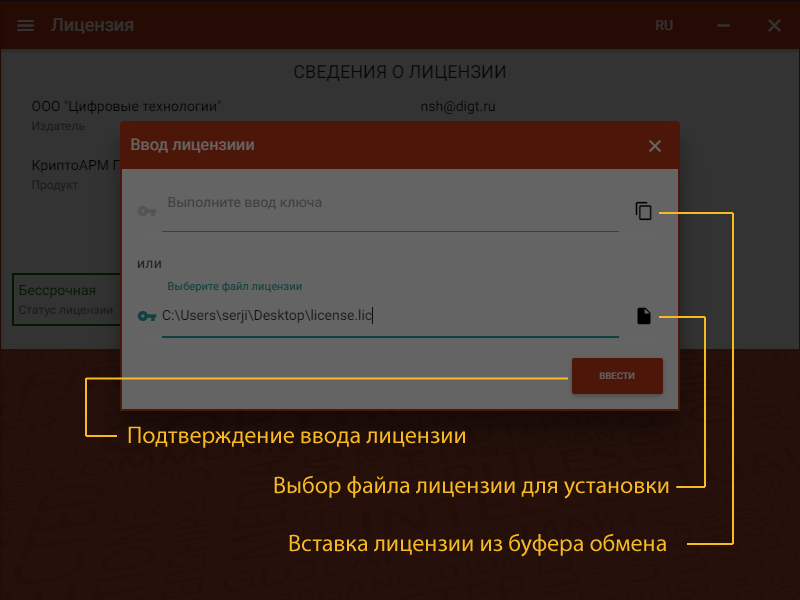 Лицензия
RU
СВЕДЕНИЯ О ЛИЦЕНЗИИ
ООО "Цифровые технологии"
nsh@digt.ru
Издатель
КриптоАРМ Г
Продукт
Бессрочная
Статус лицензии
Ввод лицензиии
Выполните ввод ключа
или
Выберите файл лицензии
C:\Users\serji\Desktop\license.lic
ВВЕСТИ
Подтверждение ввода лицензии
Выбор файла лицензии для установки
Вставка лицензии из буфера обмена